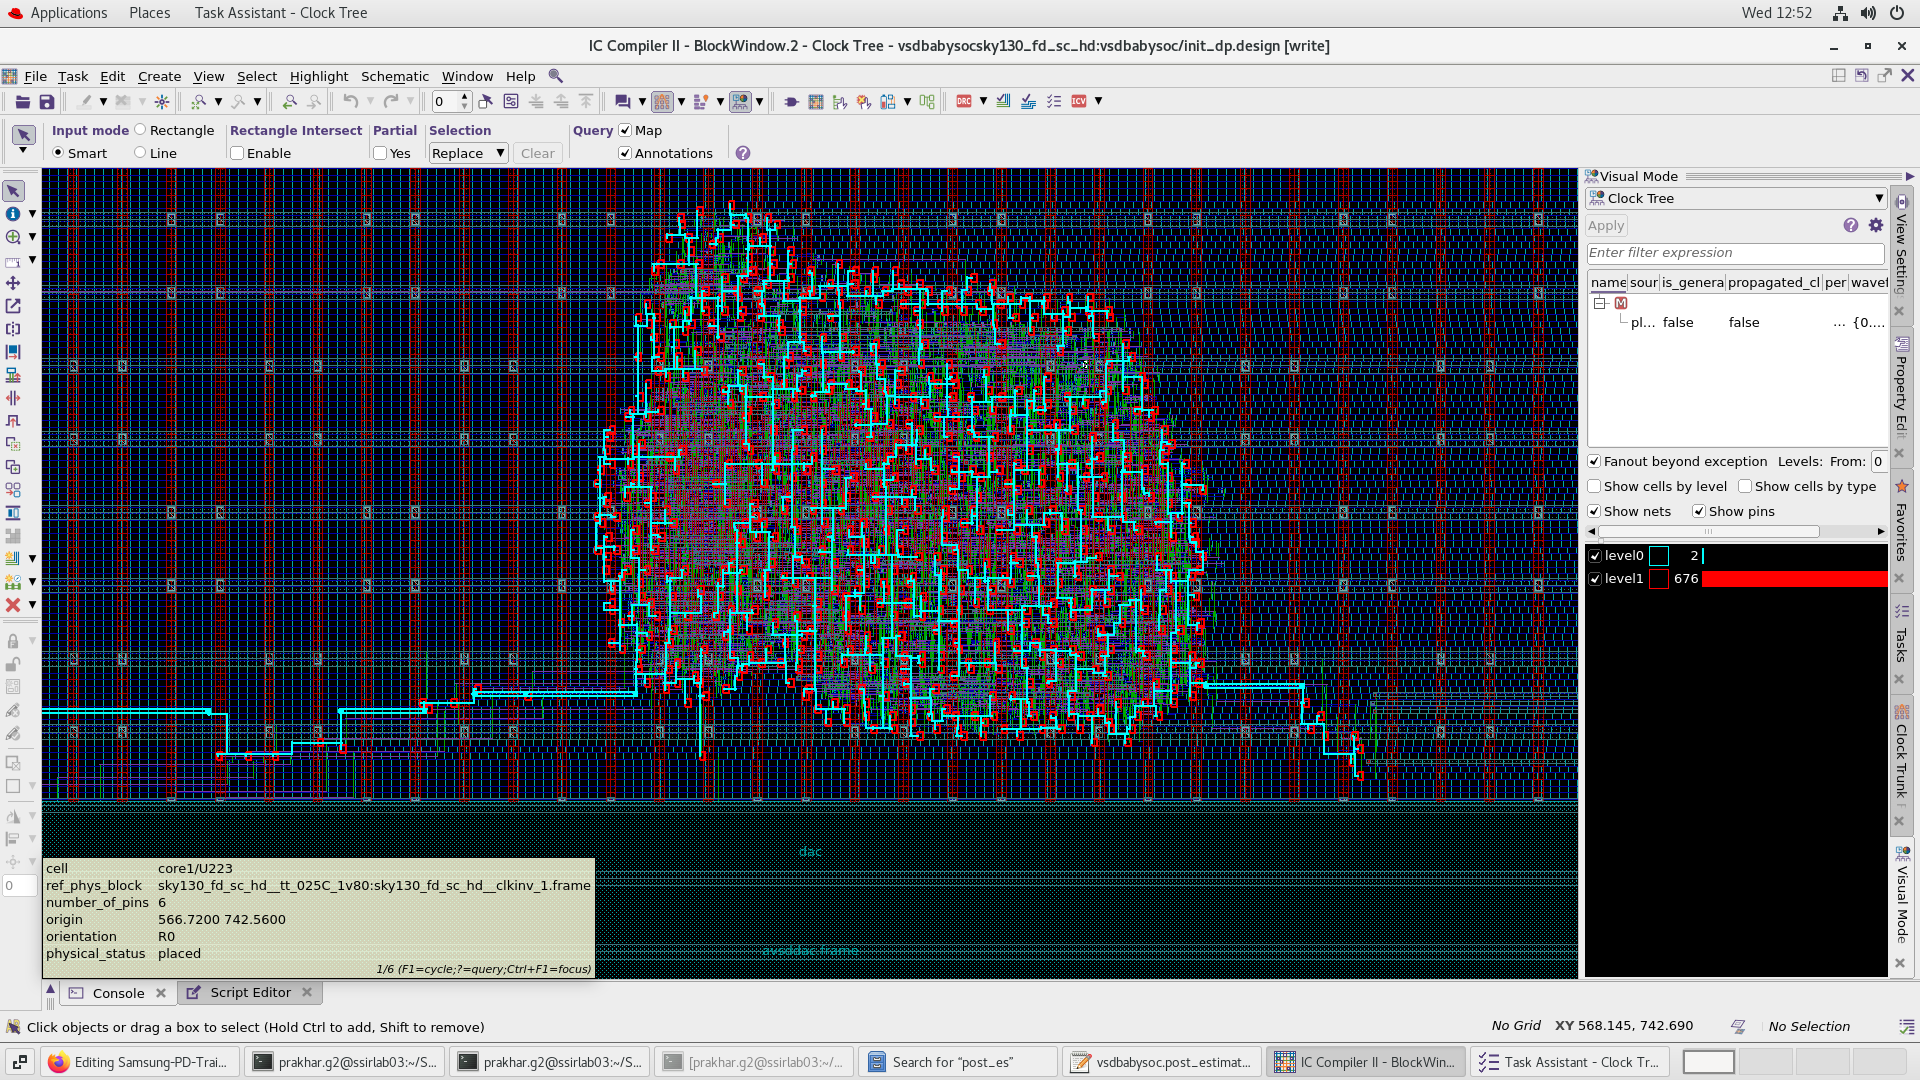 Applications Places Task Assistant - Clock Tree Wed 12:52
IC Compiler II - BlockWindow.2 - Clock Tree - vsdbabysocsky130_fd_sc_hd:vsdbabysoc/init_dp.design [write]
File Task Edit Create View Select Highlight Schematic Window Help
0 DRC ICV
Input mode Rectangle Rectangle Intersect Partial Selection Query Map
Smart Line Enable Yes Replace Clear Annotations
Visual Mode
Clock Tree
Apply
Enter filter expression
name sour is_genera propagated_cl per wavef
pl... false false ... {0....
Fanout beyond exception Levels: From: 0
Show cells by level Show cells by type
Show nets Show pins
level0 2
level1 676
View Setting
Property Edit
Favorites
Tasks
Clock Trunk
Visual Mode
dac
avsddac.frame
cell core1/U223
ref_phys_block sky130_fd_sc_hd__tt_025C_1v80:sky130_fd_sc_hd__clkinv_1.frame
number_of_pins 6
origin 566.7200 742.5600
orientation R0
physical_status placed
1/6 (F1=cycle;?=query;Ctrl+F1=focus)
0
Console Script Editor
Click objects or drag a box to select (Hold Ctrl to add, Shift to remove) No Grid XY 568.145, 742.690 No Selection
Editing Samsung-PD-Trai... prakhar.g2@ssirlab03:~/S... prakhar.g2@ssirlab03:~/S... [prakhar.g2@ssirlab03:~/... Search for “post_es” vsdbabysoc.post_estimat... IC Compiler II - BlockWin... Task Assistant - Clock Tr...